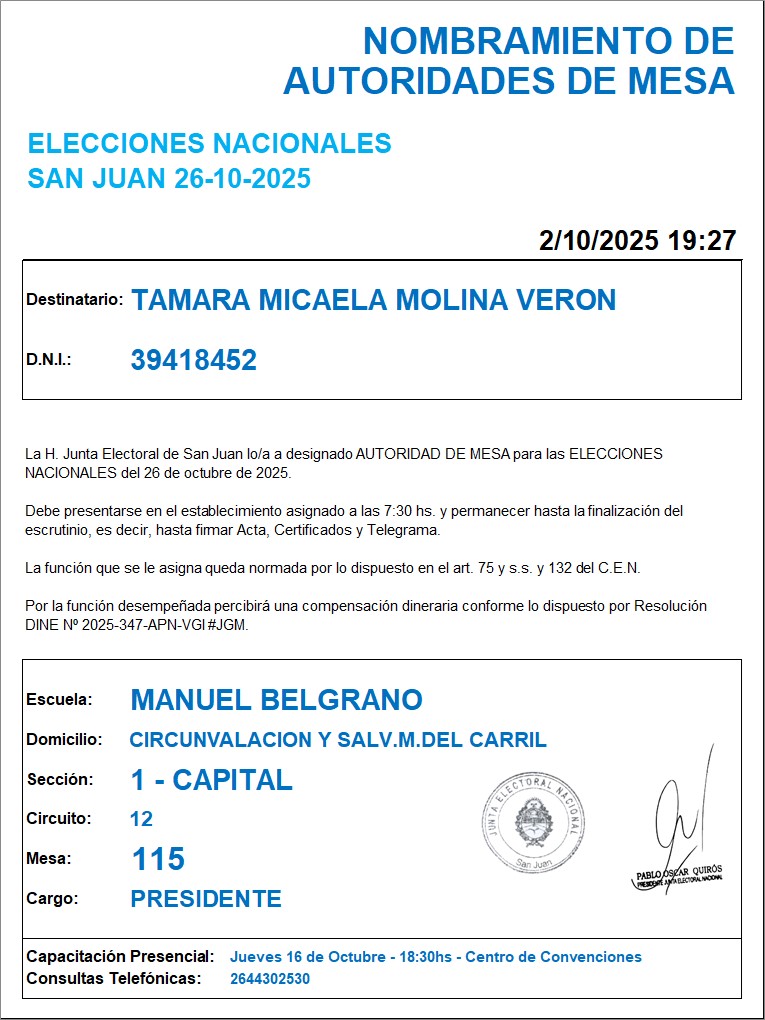 NOMBRAMIENTO DE
AUTORIDADES DE MESA
ELECCIONES NACIONALES
SAN JUAN 26-10-2025
2/10/2025 19:27
Destinatario: TAMARA MICAELA MOLINA VERON
D.N.I.: 39418452
La H. Junta Electoral de San Juan lo/a a designado AUTORIDAD DE MESA para las ELECCIONES
NACIONALES del 26 de octubre de 2025.
Debe presentarse en el establecimiento asignado a las 7:30 hs. y permanecer hasta la finalización del
escrutinio, es decir, hasta firmar Acta, Certificados y Telegrama.
La función que se le asigna queda normada por lo dispuesto en el art. 75 y s.s. y 132 del C.E.N.
Por la función desempeñada percibirá una compensación dineraria conforme lo dispuesto por Resolución
DINE Nº 2025-347-APN-VGI#JGM.
Escuela: MANUEL BELGRANO
Domicilio: CIRCUNVALACION Y SALV.M.DEL CARRIL
Sección: 1 - CAPITAL
Circuito: 12
Mesa: 115
Cargo: PRESIDENTE
JUNTA ELECTORAL NACIONAL
San Juan
PABLO OSCAR QUIRÓS
PRESIDENTE JUNTA ELECTORAL NACIONAL
Capacitación Presencial: Jueves 16 de Octubre - 18:30hs - Centro de Convenciones
Consultas Telefónicas: 2644302530